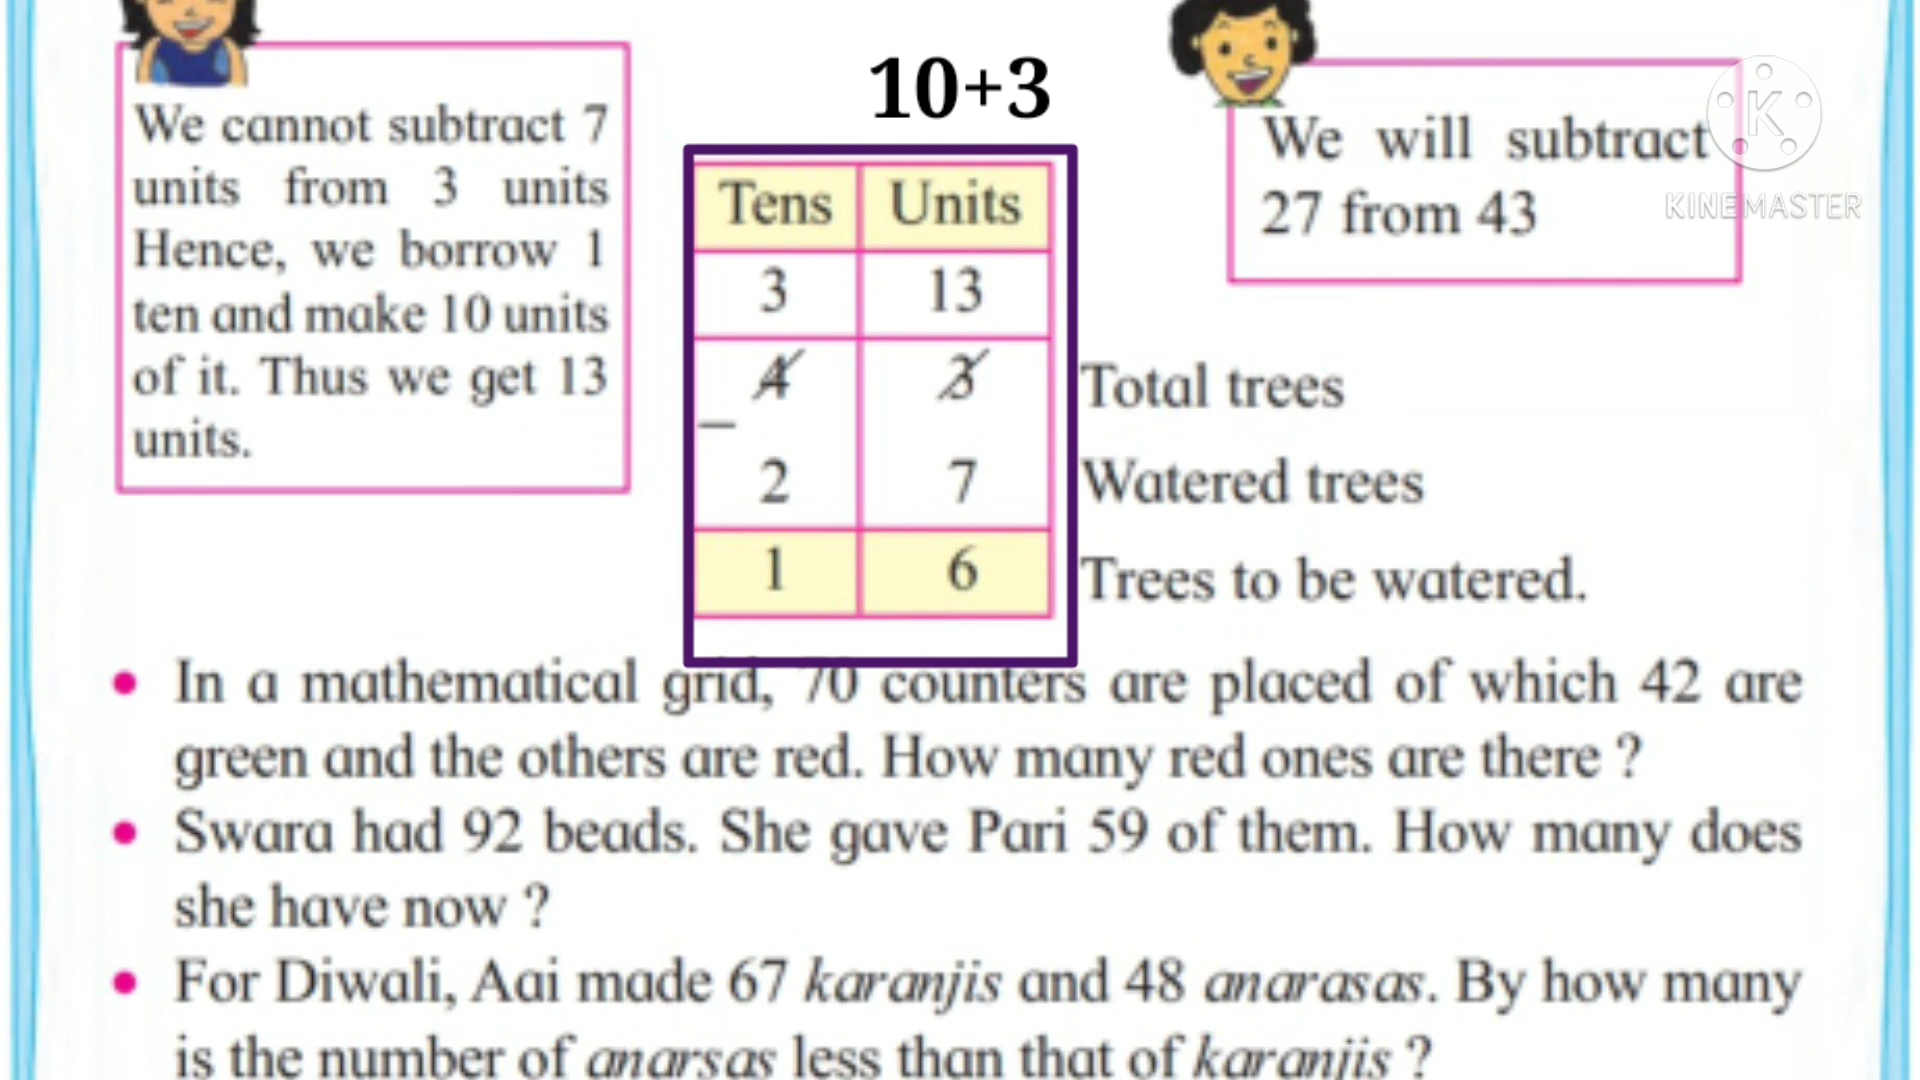 10+3
We cannot subtract 7
units from 3 units
Hence, we borrow 1
ten and make 10 units
of it. Thus we get 13
units.
We will subtract
27 from 43
KINEMASTER
Tens Units
3 13
4 3 Total trees
–
2 7 Watered trees
1 6 Trees to be watered.
• In a mathematical grid, 70 counters are placed of which 42 are
green and the others are red. How many red ones are there ?
• Swara had 92 beads. She gave Pari 59 of them. How many does
she have now ?
• For Diwali, Aai made 67 karanjis and 48 anarasas. By how many
is the number of anarsas less than that of karanjis ?